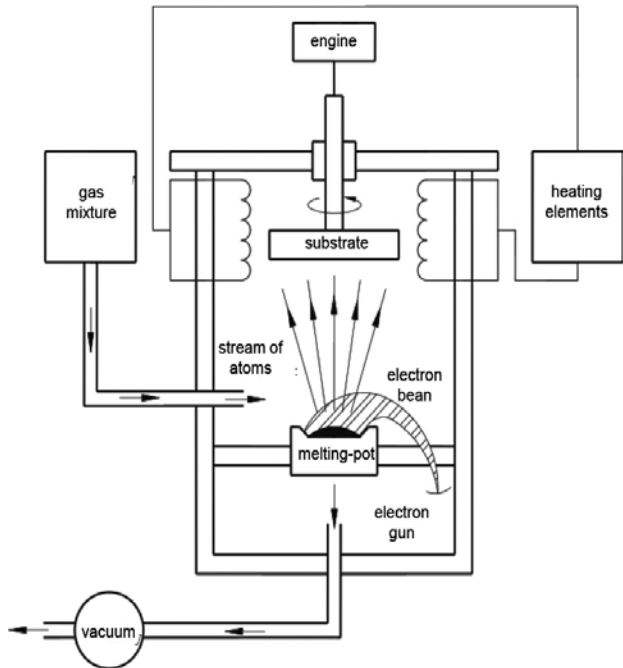 engine
gas
mixture
heating
elements
substrate
stream of
atoms
electron
bean
melting-pot
electron
gun
vacuum